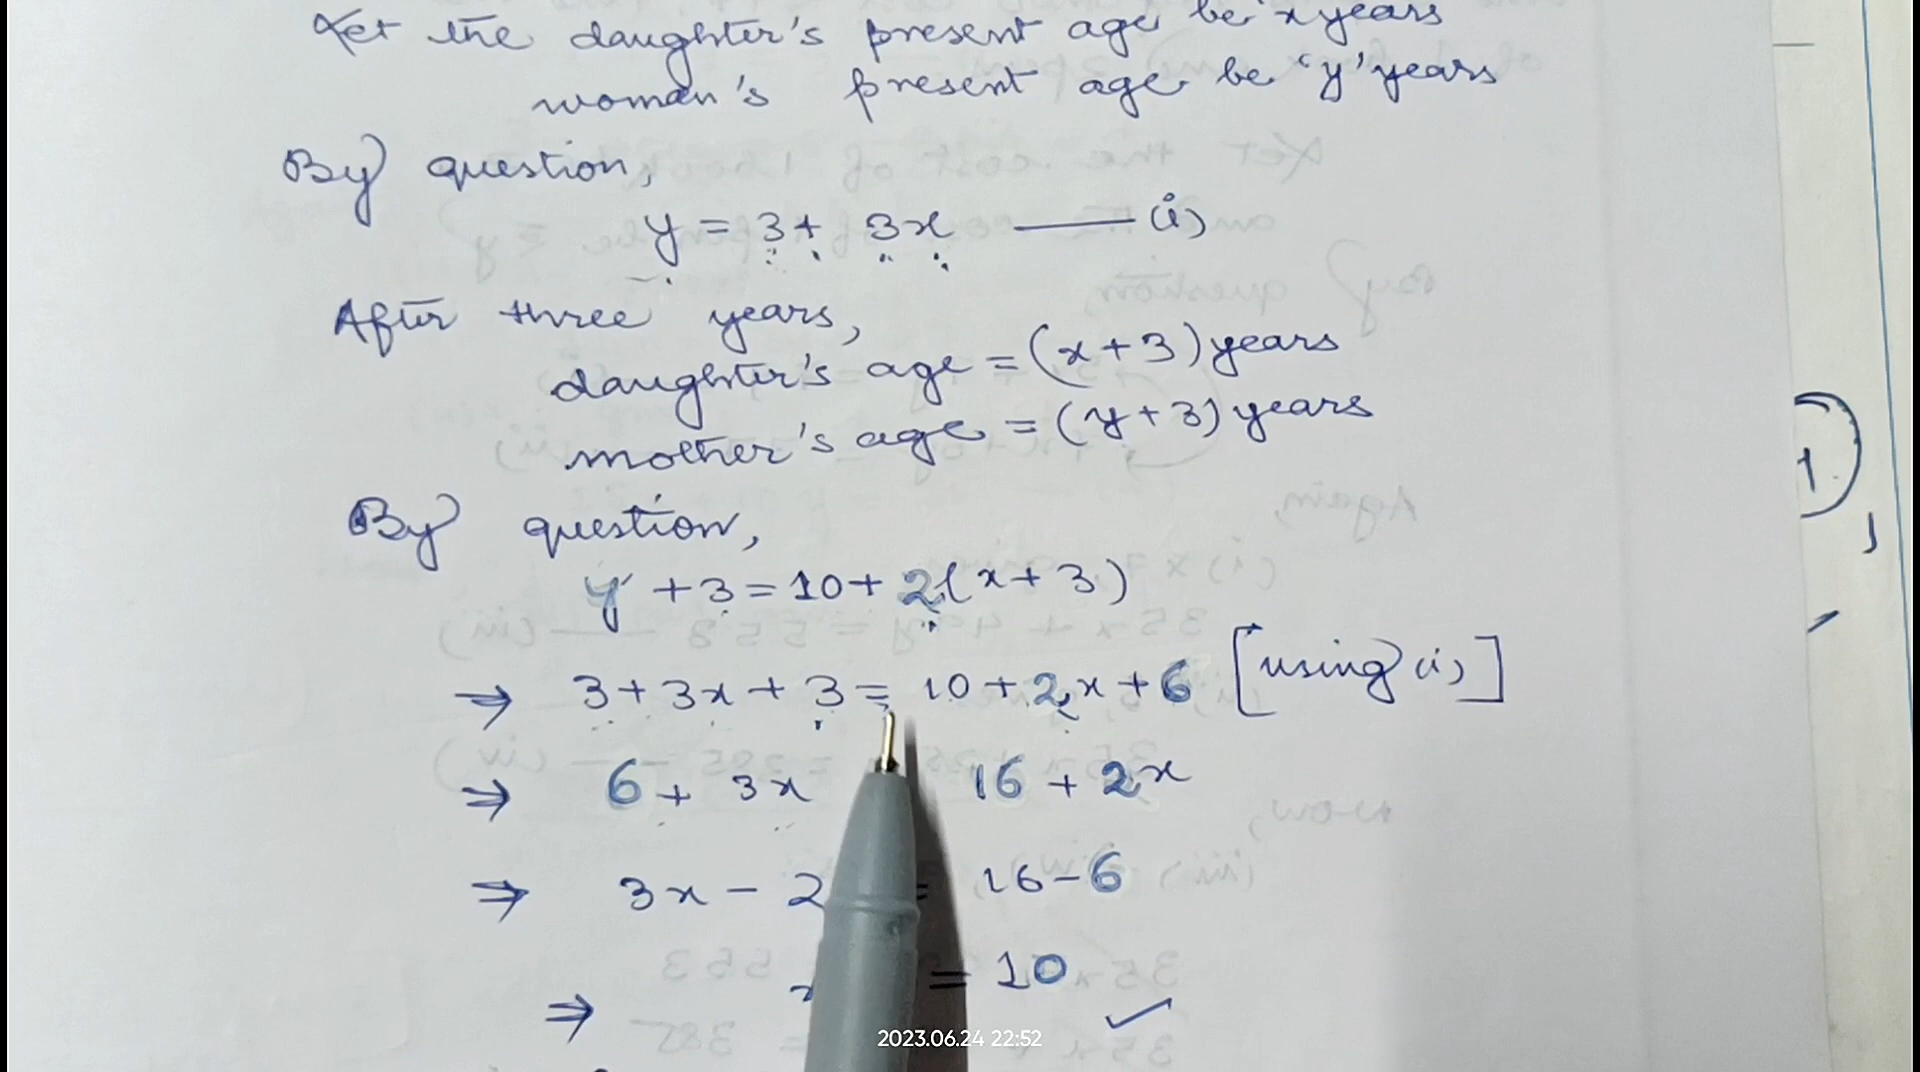 Let the daughter's present age be x years
woman's present age be 'y' years
By question,
y = 3 + 3x —— (i)
After three years,
daughter's age = (x+3) years
mother's age = (y+3) years
By question,
y + 3 = 10 + 2(x + 3)
⇒ 3 + 3x + 3 = 10 + 2x + 6 [using (i)]
⇒ 6 + 3x 16 + 2x
⇒ 3x - 2 = 16 - 6
⇒ = 10 ✓
2023.06.24 22:52